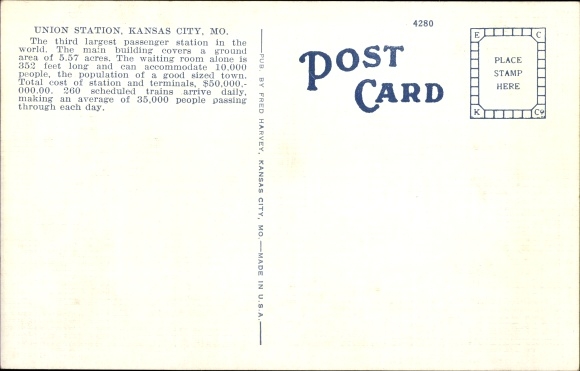 UNION STATION, KANSAS CITY, MO.
The third largest passenger station in the
world. The main building covers a ground
area of 5.57 acres. The waiting room alone is
352 feet long and can accommodate 10,000
people, the population of a good sized town.
Total cost of station and terminals, $50,000,-
000.00. 260 scheduled trains arrive daily,
making an average of 35,000 people passing
through each day.
PUB. BY FRED HARVEY, KANSAS CITY, MO.—MADE IN U.S.A.
4280
POST
CARD
E C
PLACE
STAMP
HERE
K Co